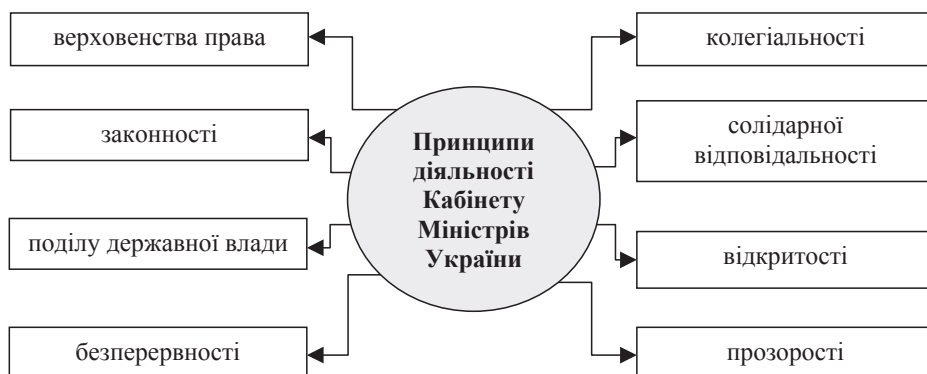 верховенства права
законності
поділу державної влади
безперервності
Принципи
діяльності
Кабінету
Міністрів
України
колегіальності
солідарної
відповідальності
відкритості
прозорості